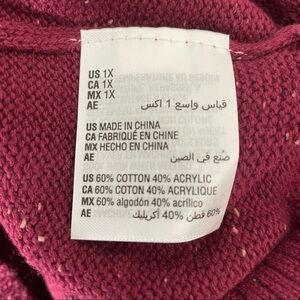 US 1X
CA 1X
MX 1X
AE قياس واسع 1 اكس
US MADE IN CHINA
CA FABRIQUÉ EN CHINE
MX HECHO EN CHINA
AE صنع في الصين
US 60% COTTON 40% ACRYLIC
CA 60% COTON 40% ACRYLIQUE
MX 60% algodón 40% acrílico
AE 60% قطن 40% أكريليك